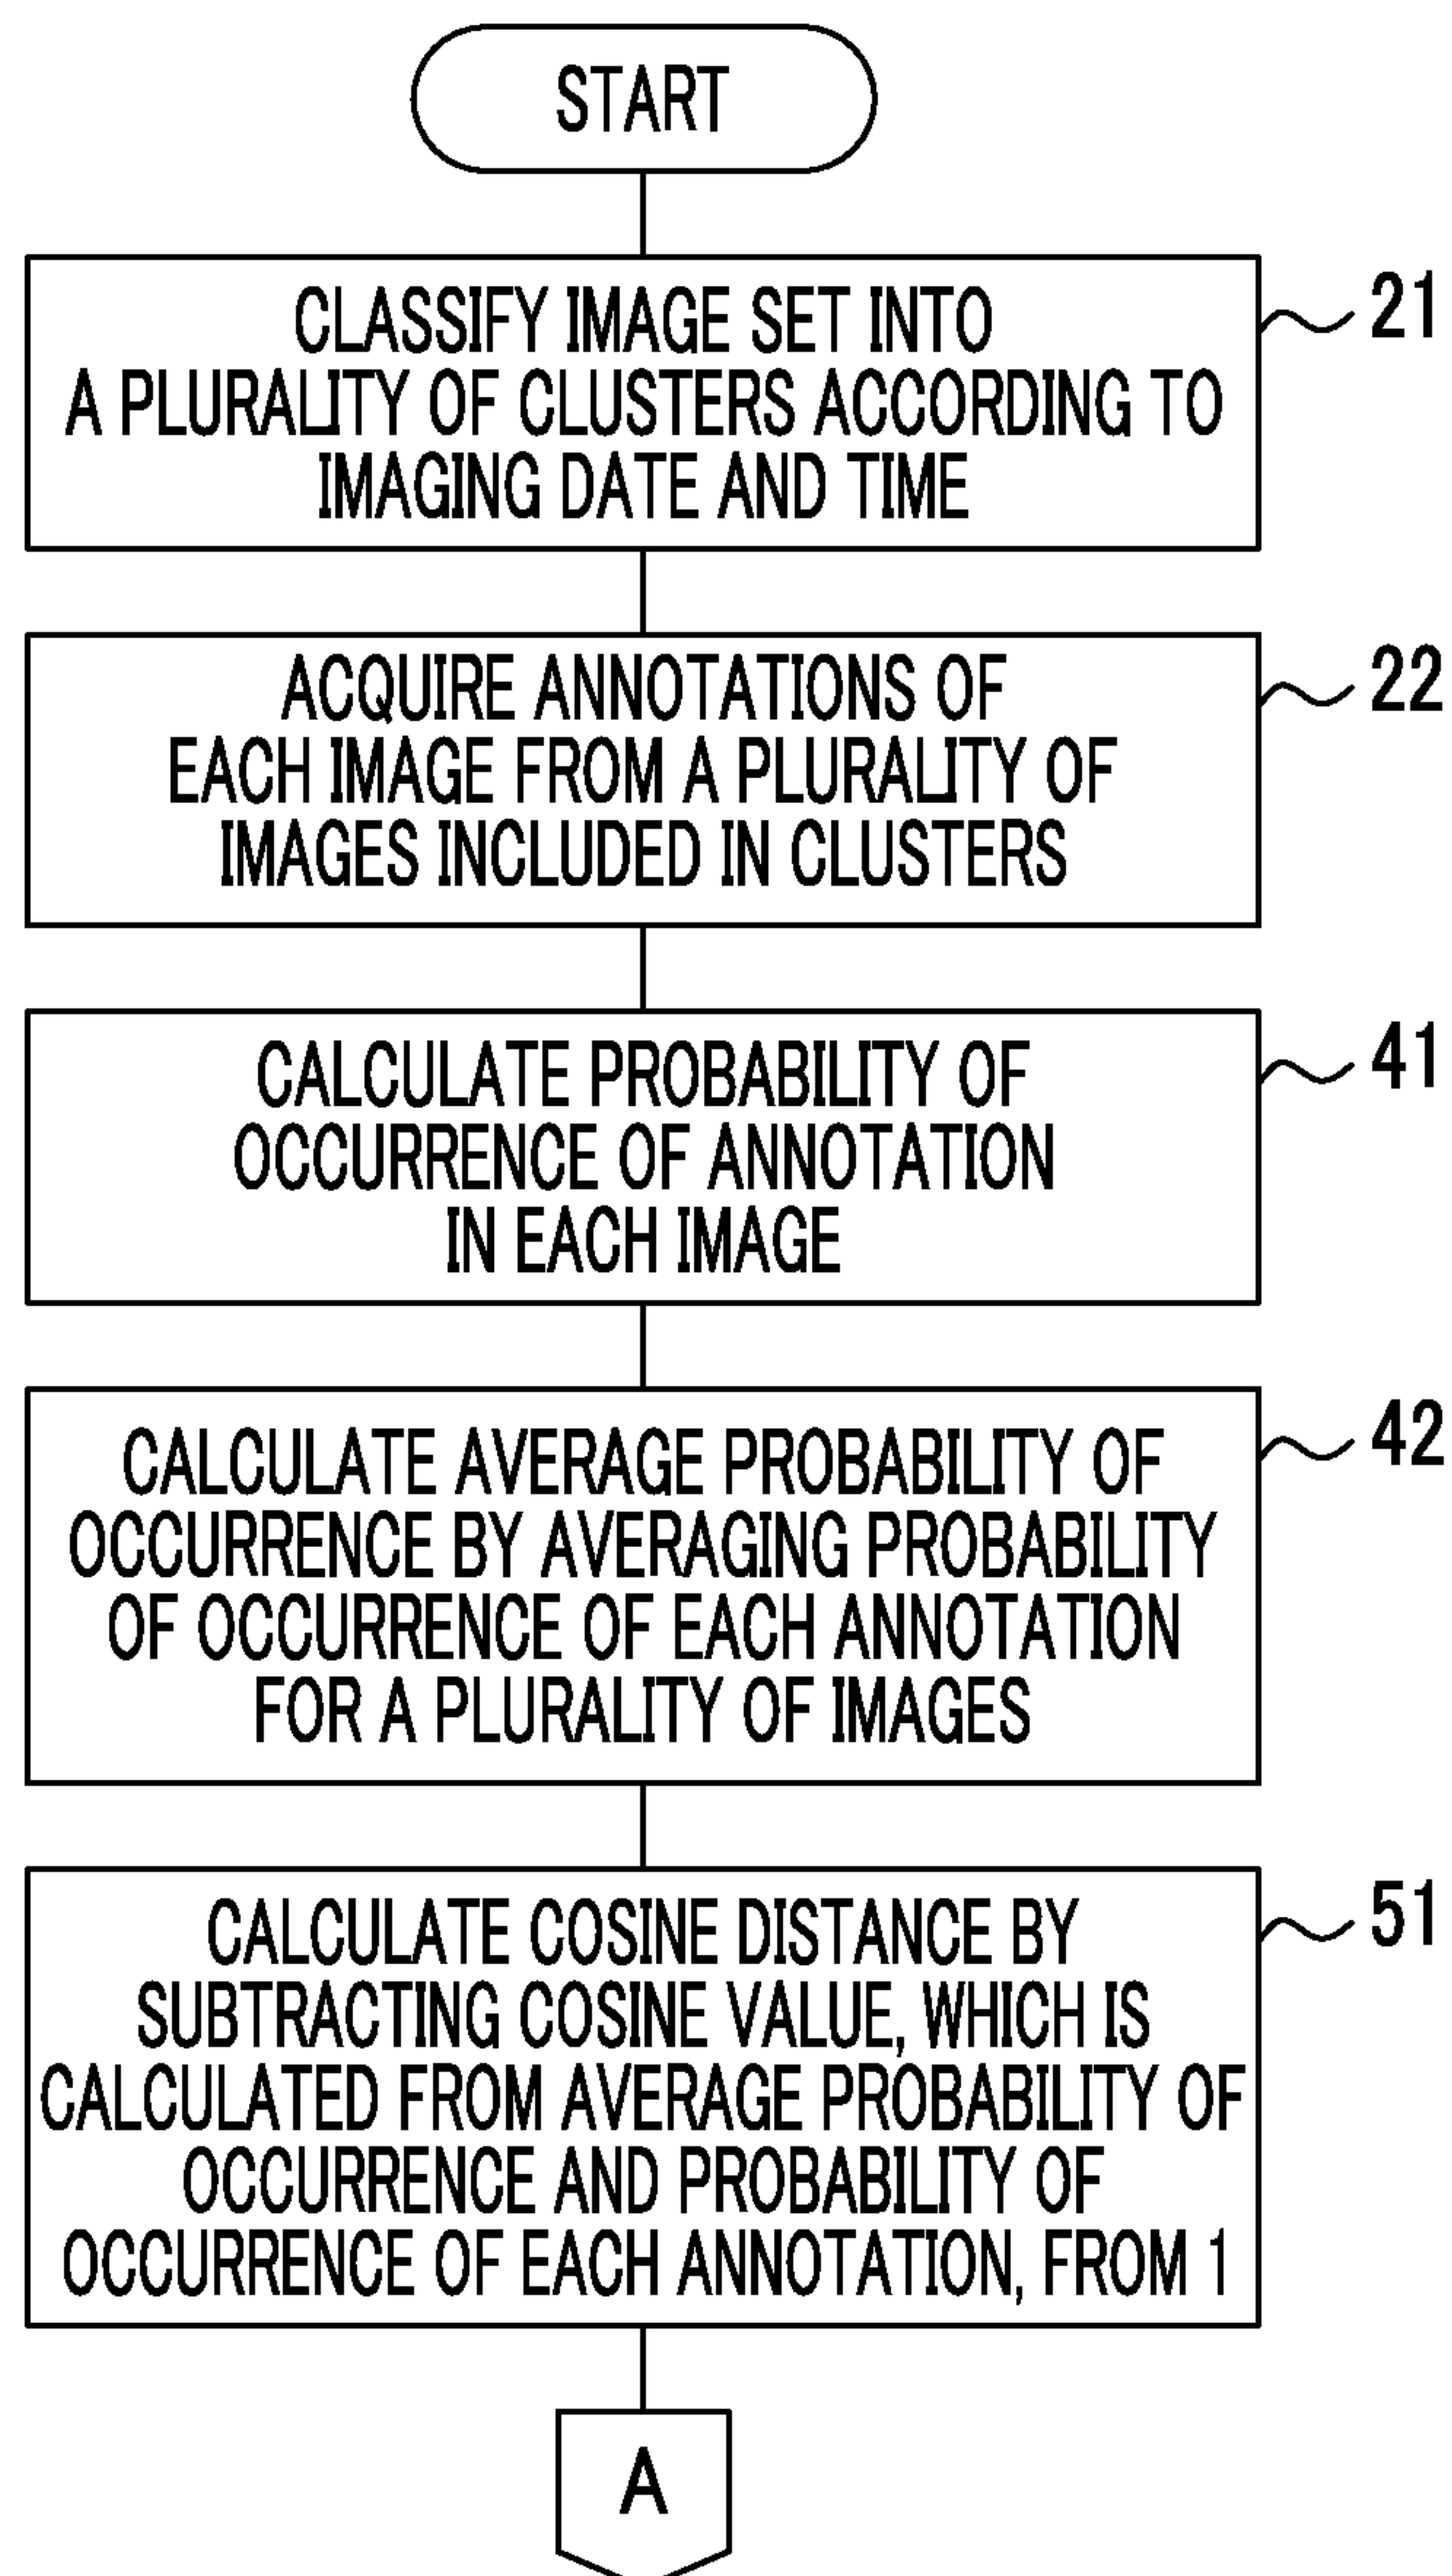 START
CLASSIFY IMAGE SET INTO
A PLURALITY OF CLUSTERS ACCORDING TO
IMAGING DATE AND TIME
21
ACQUIRE ANNOTATIONS OF
EACH IMAGE FROM A PLURALITY OF
IMAGES INCLUDED IN CLUSTERS
22
CALCULATE PROBABILITY OF
OCCURRENCE OF ANNOTATION
IN EACH IMAGE
41
CALCULATE AVERAGE PROBABILITY OF
OCCURRENCE BY AVERAGING PROBABILITY
OF OCCURRENCE OF EACH ANNOTATION
FOR A PLURALITY OF IMAGES
42
CALCULATE COSINE DISTANCE BY
SUBTRACTING COSINE VALUE, WHICH IS
CALCULATED FROM AVERAGE PROBABILITY OF
OCCURRENCE AND PROBABILITY OF
OCCURRENCE OF EACH ANNOTATION, FROM 1
51
A